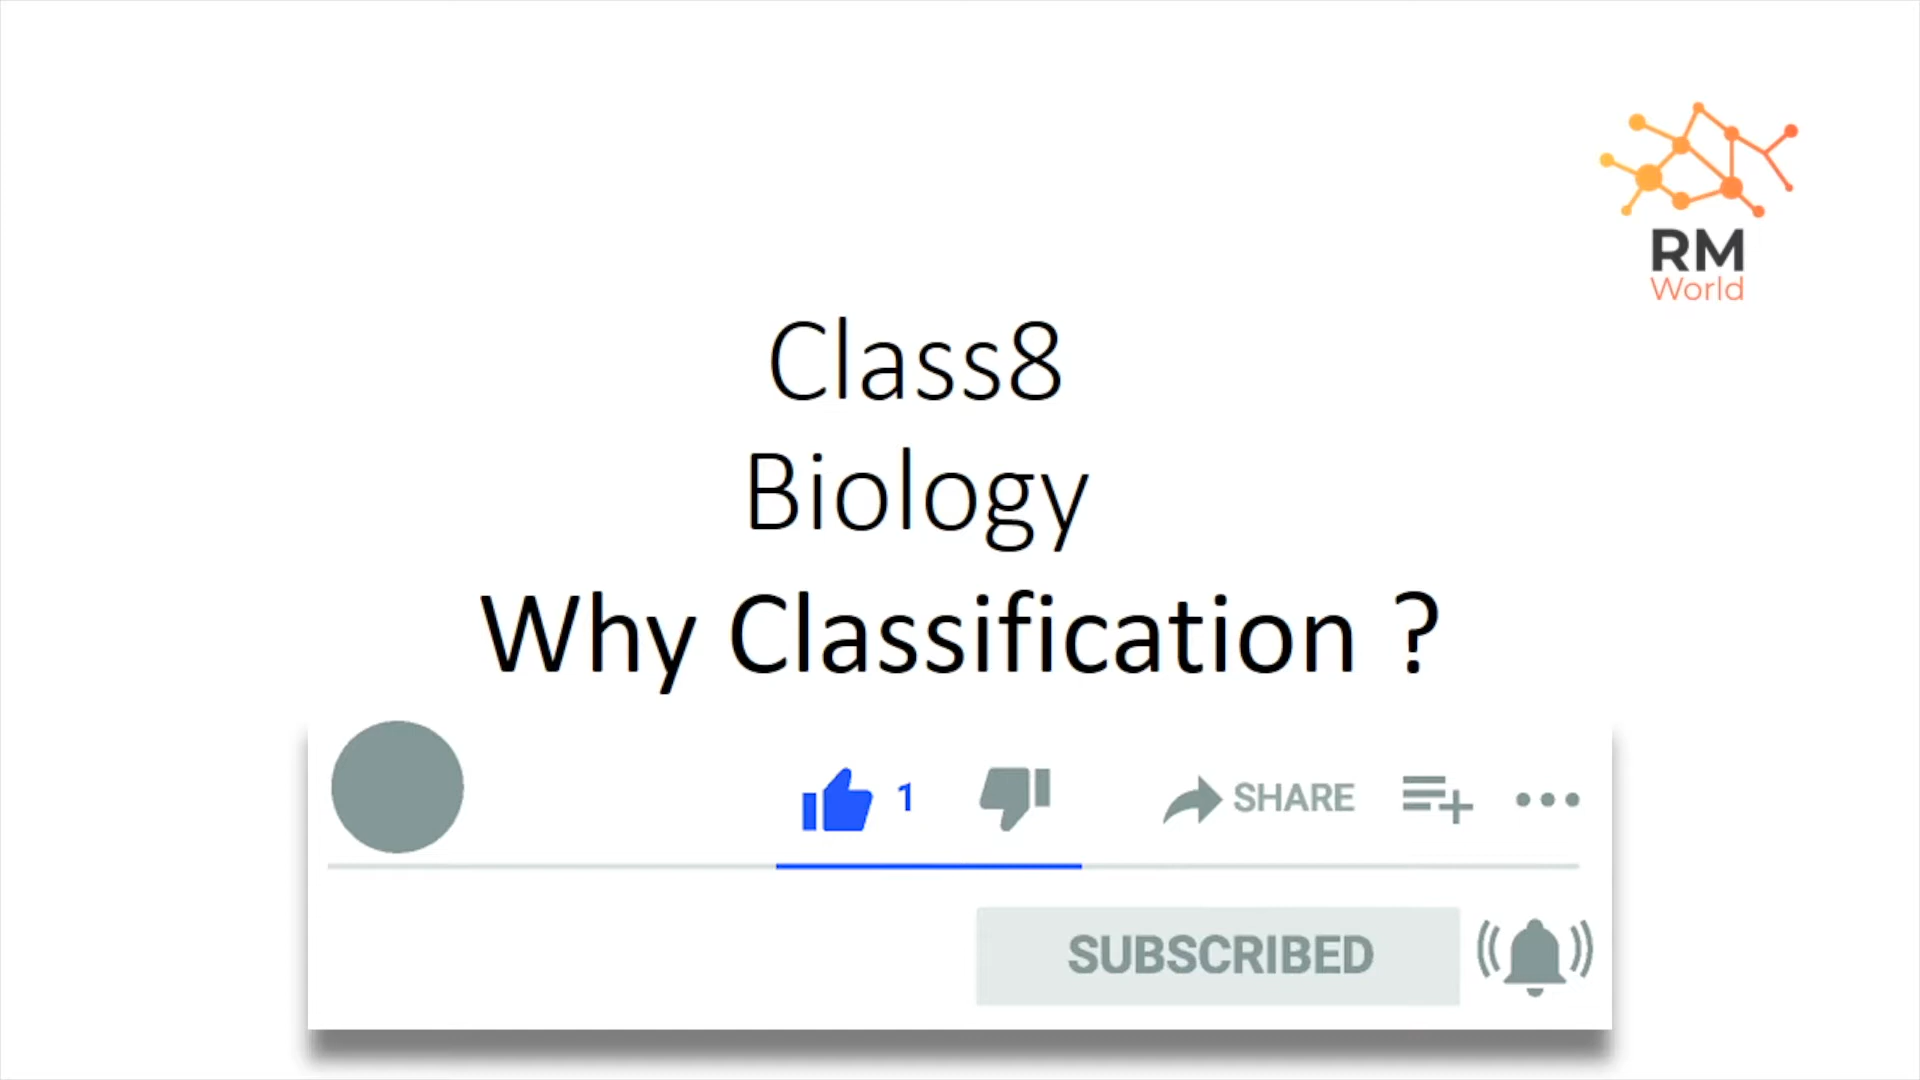 RM
World
Class8
Biology
Why Classification ?
1 SHARE
SUBSCRIBED